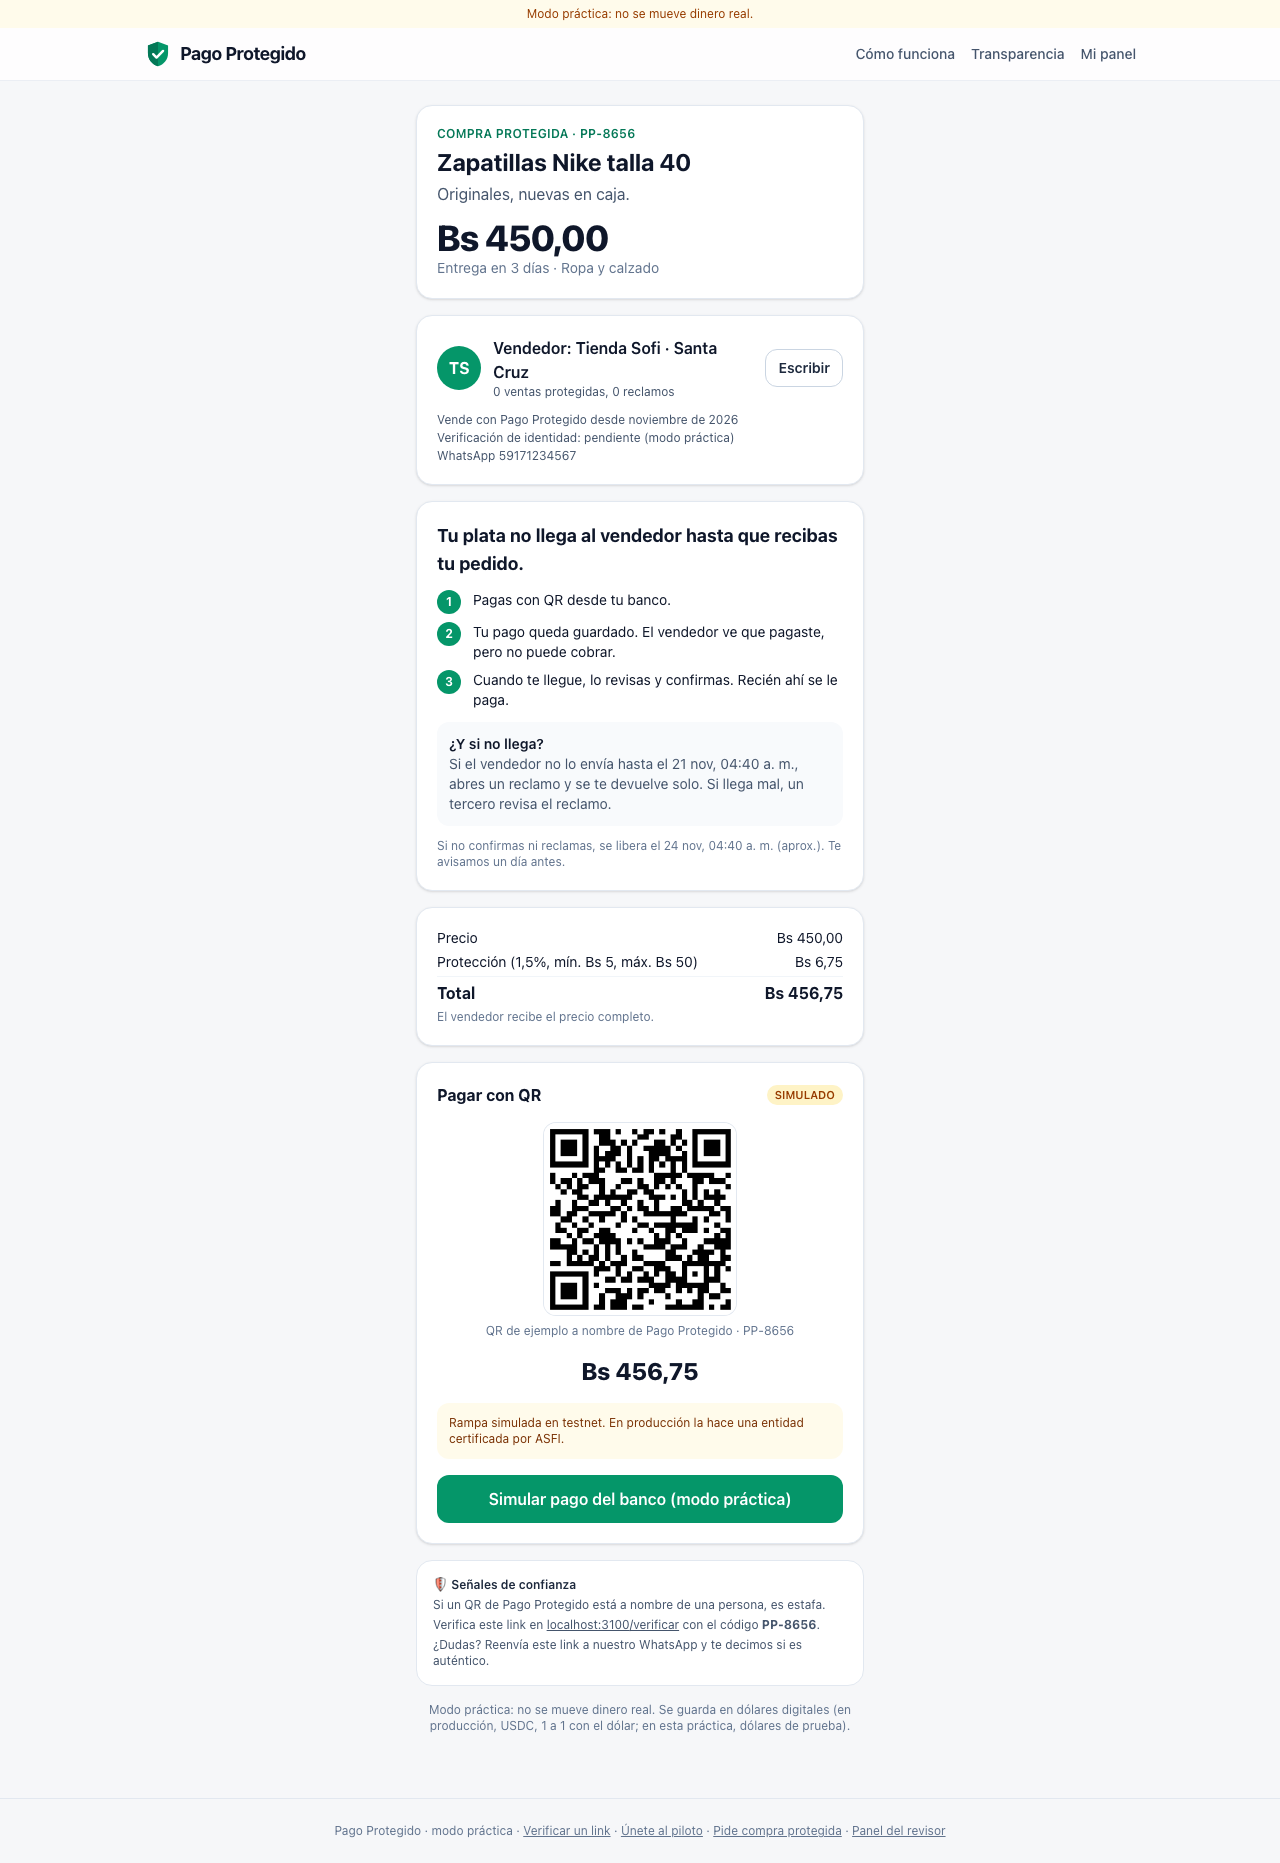 Modo práctica: no se mueve dinero real.
Pago Protegido
Cómo funciona Transparencia Mi panel
COMPRA PROTEGIDA · PP-8656
Zapatillas Nike talla 40
Originales, nuevas en caja.
Bs 450,00
Entrega en 3 días · Ropa y calzado
TS
Vendedor: Tienda Sofi · Santa
Cruz
0 ventas protegidas, 0 reclamos
Escribir
Vende con Pago Protegido desde noviembre de 2026
Verificación de identidad: pendiente (modo práctica)
WhatsApp 59171234567
Tu plata no llega al vendedor hasta que recibas
tu pedido.
1 Pagas con QR desde tu banco.
2 Tu pago queda guardado. El vendedor ve que pagaste,
pero no puede cobrar.
3 Cuando te llegue, lo revisas y confirmas. Recién ahí se le
paga.
¿Y si no llega?
Si el vendedor no lo envía hasta el 21 nov, 04:40 a. m.,
abres un reclamo y se te devuelve solo. Si llega mal, un
tercero revisa el reclamo.
Si no confirmas ni reclamas, se libera el 24 nov, 04:40 a. m. (aprox.). Te
avisamos un día antes.
Precio Bs 450,00
Protección (1,5%, mín. Bs 5, máx. Bs 50) Bs 6,75
Total Bs 456,75
El vendedor recibe el precio completo.
Pagar con QR SIMULADO
QR de ejemplo a nombre de Pago Protegido · PP-8656
Bs 456,75
Rampa simulada en testnet. En producción la hace una entidad
certificada por ASFI.
Simular pago del banco (modo práctica)
Señales de confianza
Si un QR de Pago Protegido está a nombre de una persona, es estafa.
Verifica este link en localhost:3100/verificar con el código PP-8656.
¿Dudas? Reenvía este link a nuestro WhatsApp y te decimos si es
auténtico.
Modo práctica: no se mueve dinero real. Se guarda en dólares digitales (en
producción, USDC, 1 a 1 con el dólar; en esta práctica, dólares de prueba).
Pago Protegido · modo práctica · Verificar un link · Únete al piloto · Pide compra protegida · Panel del revisor